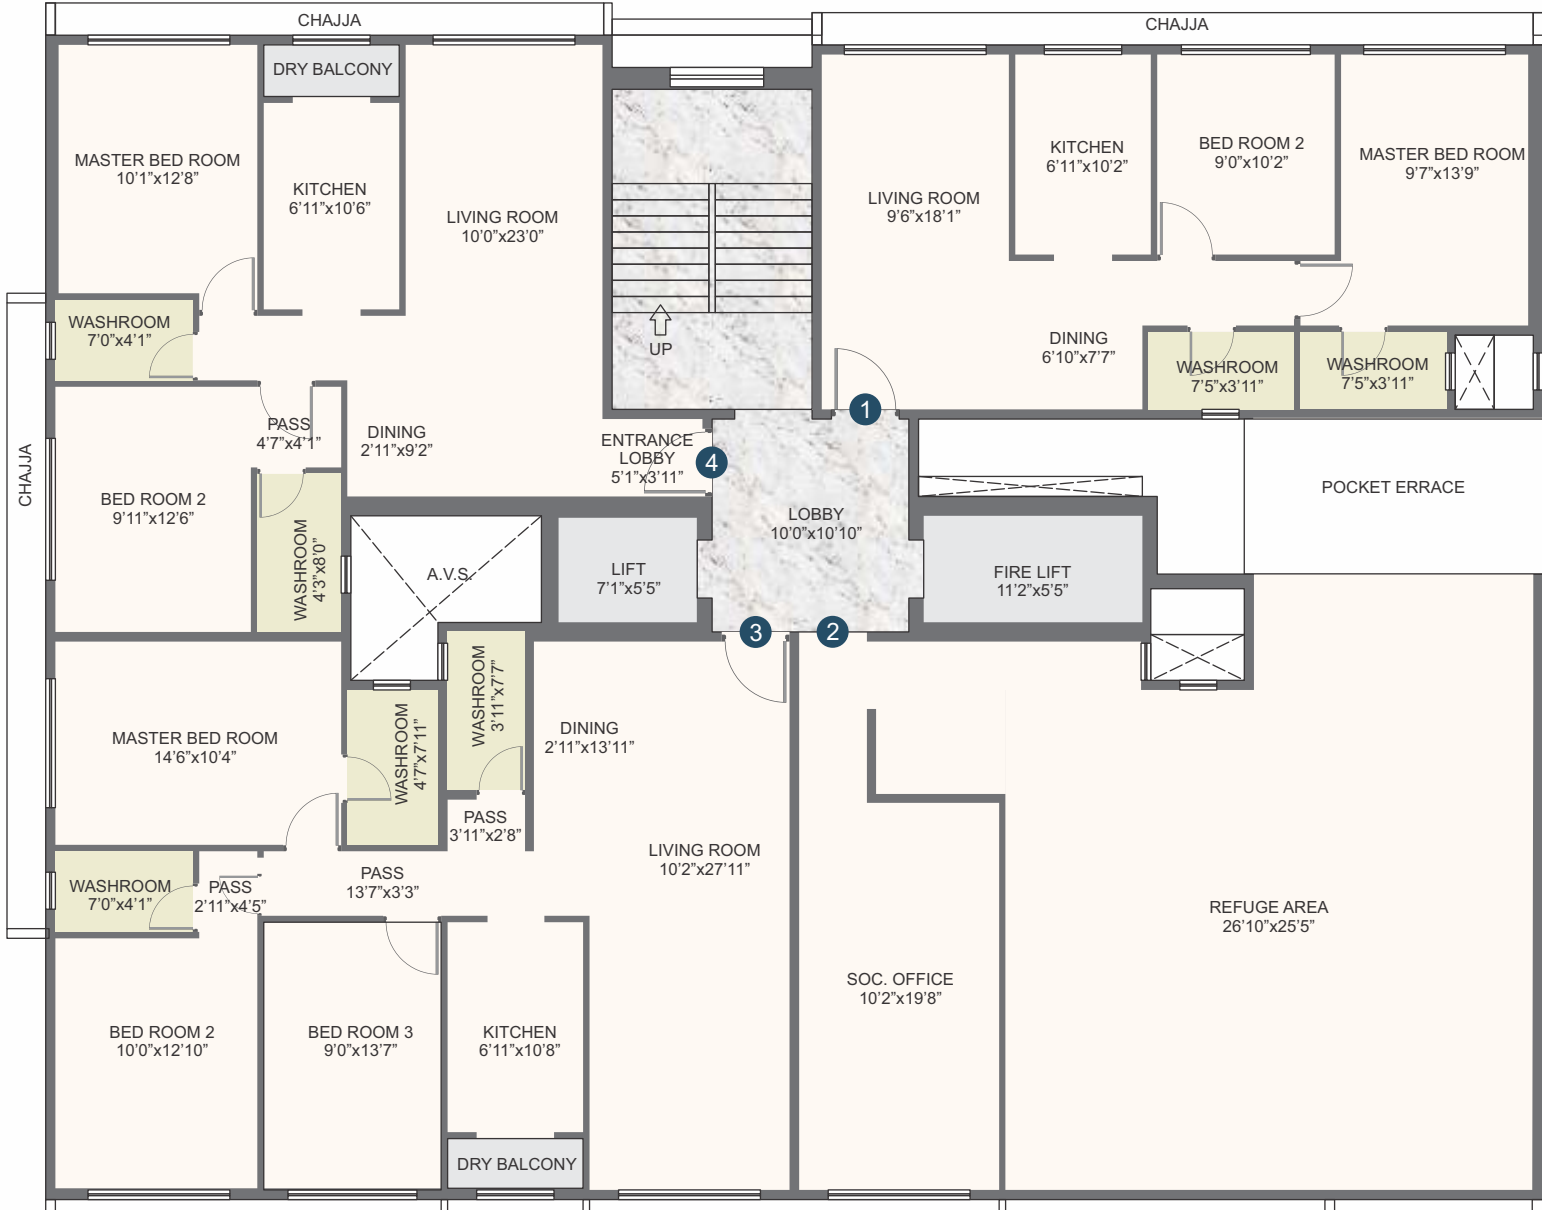 CHAJJA
CHAJJA
DRY BALCONY
MASTER BED ROOM
10'1"x12'8"
KITCHEN
6'11"x10'6"
LIVING ROOM
10'0"x23'0"
LIVING ROOM
9'6"x18'1"
KITCHEN
6'11"x10'2"
BED ROOM 2
9'0"x10'2"
MASTER BED ROOM
9'7"x13'9"
WASHROOM
7'0"x4'1"
UP
DINING
6'10"x7'7"
WASHROOM
7'5"x3'11"
WASHROOM
7'5"x3'11"
1
PASS
4'7"x4'1"
DINING
2'11"x9'2"
ENTRANCE
LOBBY
5'1"x3'11"
4
CHAJJA
BED ROOM 2
9'11"x12'6"
WASHROOM
4'3"x8'0"
A.V.S.
LIFT
7'1"x5'5"
LOBBY
10'0"x10'10"
FIRE LIFT
11'2"x5'5"
POCKET ERRACE
3
2
MASTER BED ROOM
14'6"x10'4"
WASHROOM
4'7"x7'11"
WASHROOM
3'11"x7'7"
DINING
2'11"x13'11"
PASS
3'11"x2'8"
LIVING ROOM
10'2"x27'11"
WASHROOM
7'0"x4'1"
PASS
2'11"x4'5"
PASS
13'7"x3'3"
REFUGE AREA
26'10"x25'5"
SOC. OFFICE
10'2"x19'8"
BED ROOM 2
10'0"x12'10"
BED ROOM 3
9'0"x13'7"
KITCHEN
6'11"x10'8"
DRY BALCONY